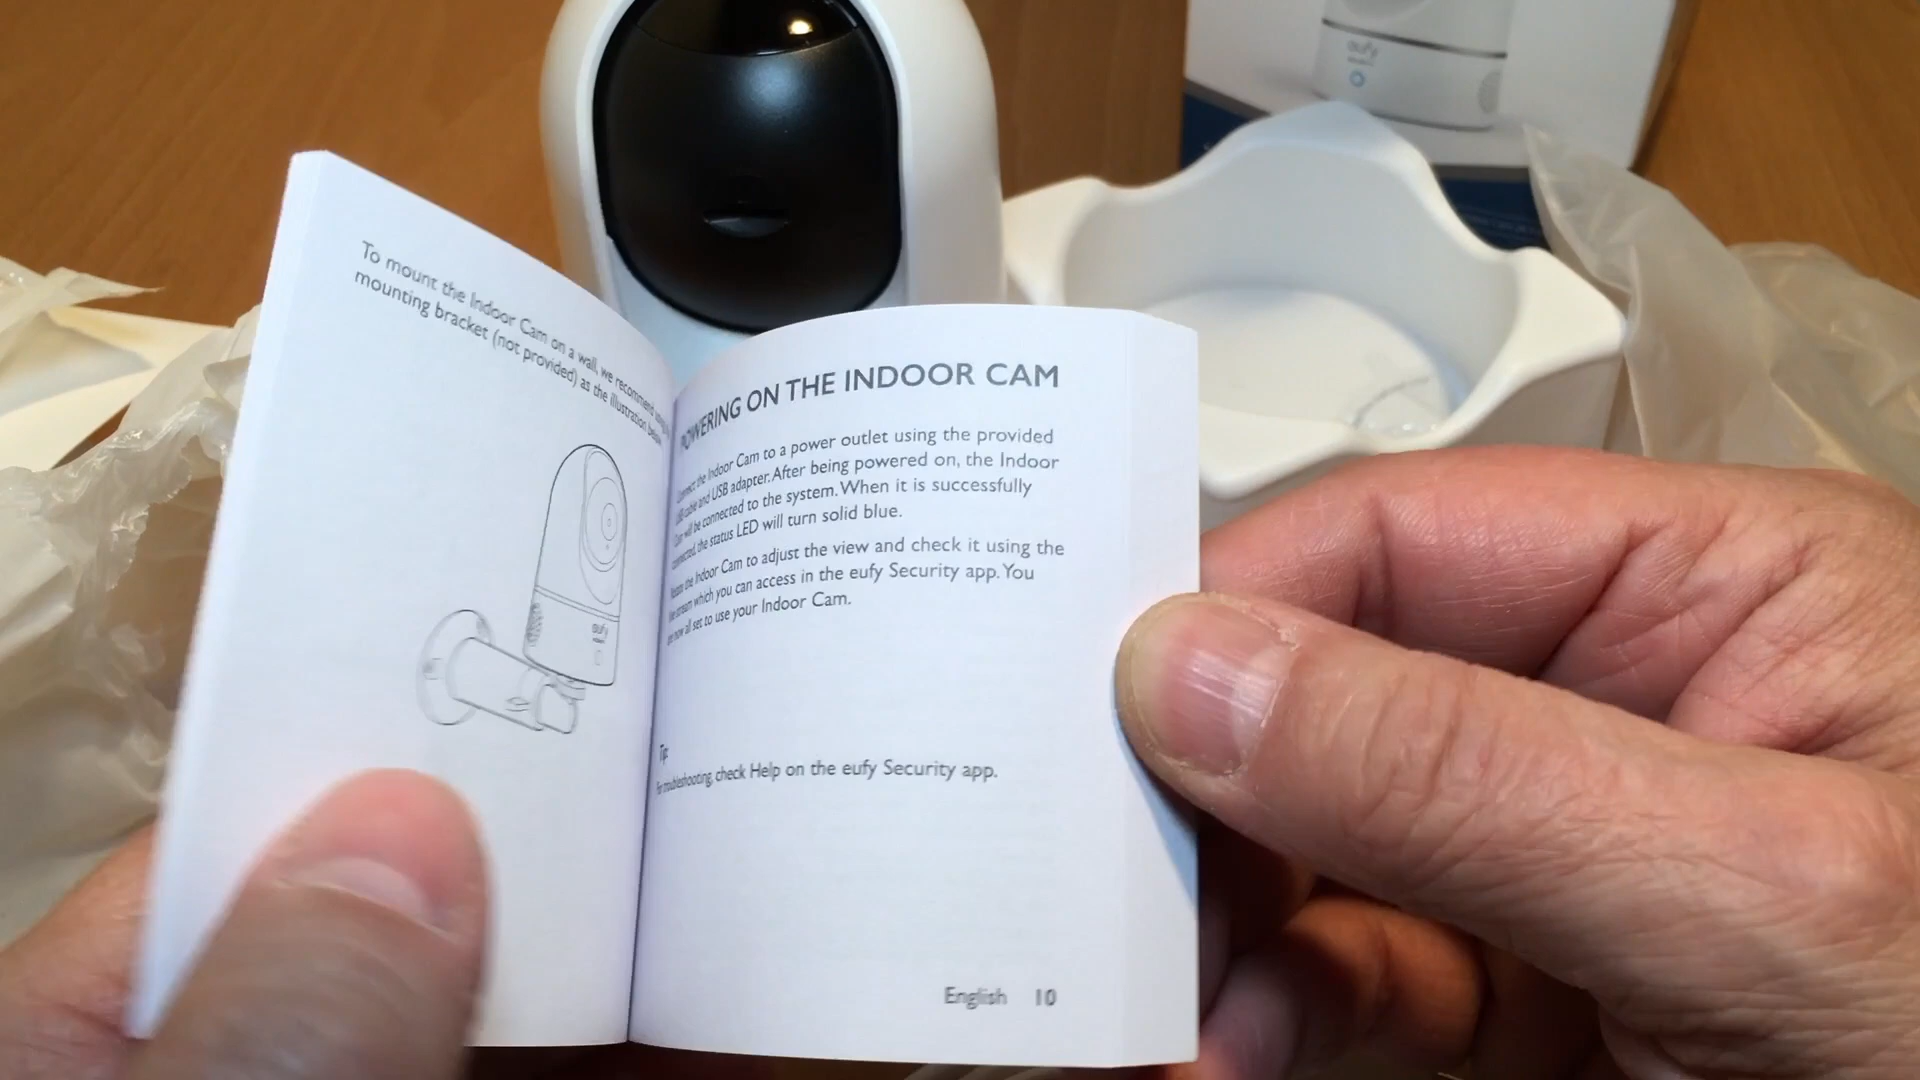 eufy
To mount the Indoor Cam on a wall, we recommend using a
mounting bracket (not provided) as the illustration below
eufy
POWERING ON THE INDOOR CAM
Connect the Indoor Cam to a power outlet using the provided
USB cable and USB adapter. After being powered on, the Indoor
Cam will be connected to the system. When it is successfully
connected, the status LED will turn solid blue.
Rotate the Indoor Cam to adjust the view and check it using the
live stream which you can access in the eufy Security app. You
are now all set to use your Indoor Cam.
Tip:
For troubleshooting, check Help on the eufy Security app.
English 10